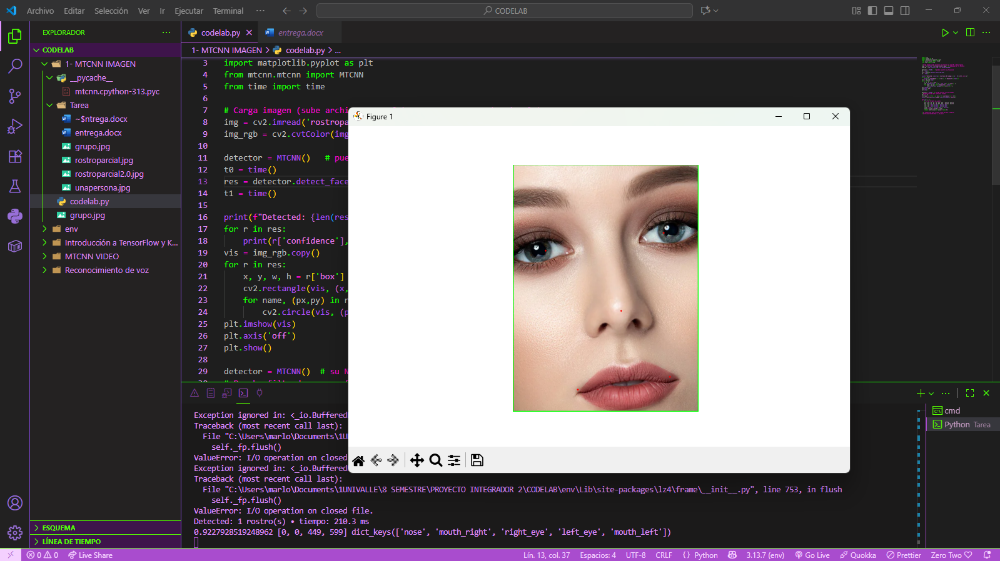 Archivo Editar Selección Ver Ir Ejecutar Terminal ··· CODELAB
EXPLORADOR ···
CODELAB
1- MTCNN IMAGEN
__pycache__
mtcnn.cpython-313.pyc
Tarea
~$ntrega.docx
entrega.docx
grupo.jpg
rostroparcial.jpg
rostroparcial2.0.jpg
unapersona.jpg
codelab.py
grupo.jpg
env
Introducción a TensorFlow y K...
MTCNN VIDEO
Reconocimiento de voz
ESQUEMA
LÍNEA DE TIEMPO
codelab.py entrega.docx
1- MTCNN IMAGEN > codelab.py > ...
3 import matplotlib.pyplot as plt
4 from mtcnn.mtcnn import MTCNN
5 from time import time
6
7 # Carga imagen (sube archi
8 img = cv2.imread('rostropa
9 img_rgb = cv2.cvtColor(img
10
11 detector = MTCNN() # pue
12 t0 = time()
13 res = detector.detect_face
14 t1 = time()
15
16 print(f"Detected: {len(res
17 for r in res:
18 print(r['confidence'],
19 vis = img_rgb.copy()
20 for r in res:
21 x, y, w, h = r['box']
22 cv2.rectangle(vis, (x,
23 for name, (px,py) in r
24 cv2.circle(vis, (p
25 plt.imshow(vis)
26 plt.axis('off')
27 plt.show()
28
29 detector = MTCNN() # su N
Figure 1
Exception ignored in: <_io.Buffered
Traceback (most recent call last):
File "C:\Users\marlo\Documents\1UN
self._fp.flush()
ValueError: I/O operation on closed
Exception ignored in: <_io.Buffered
Traceback (most recent call last):
File "C:\Users\marlo\Documents\1UNIVALLE\8 SEMESTRE\PROYECTO INTEGRADOR 2\CODELAB\env\Lib\site-packages\lz4\frame\__init__.py", line 753, in flush
self._fp.flush()
ValueError: I/O operation on closed file.
Detected: 1 rostro(s) • tiempo: 210.3 ms
0.9227928519248962 [0, 0, 449, 599] dict_keys(['nose', 'mouth_right', 'right_eye', 'left_eye', 'mouth_left'])
cmd
Python Tarea
0 0 Live Share Lín. 13, col. 37 Espacios: 4 UTF-8 CRLF {} Python 3.13.7 (env) Go Live Quokka Prettier Zero Two